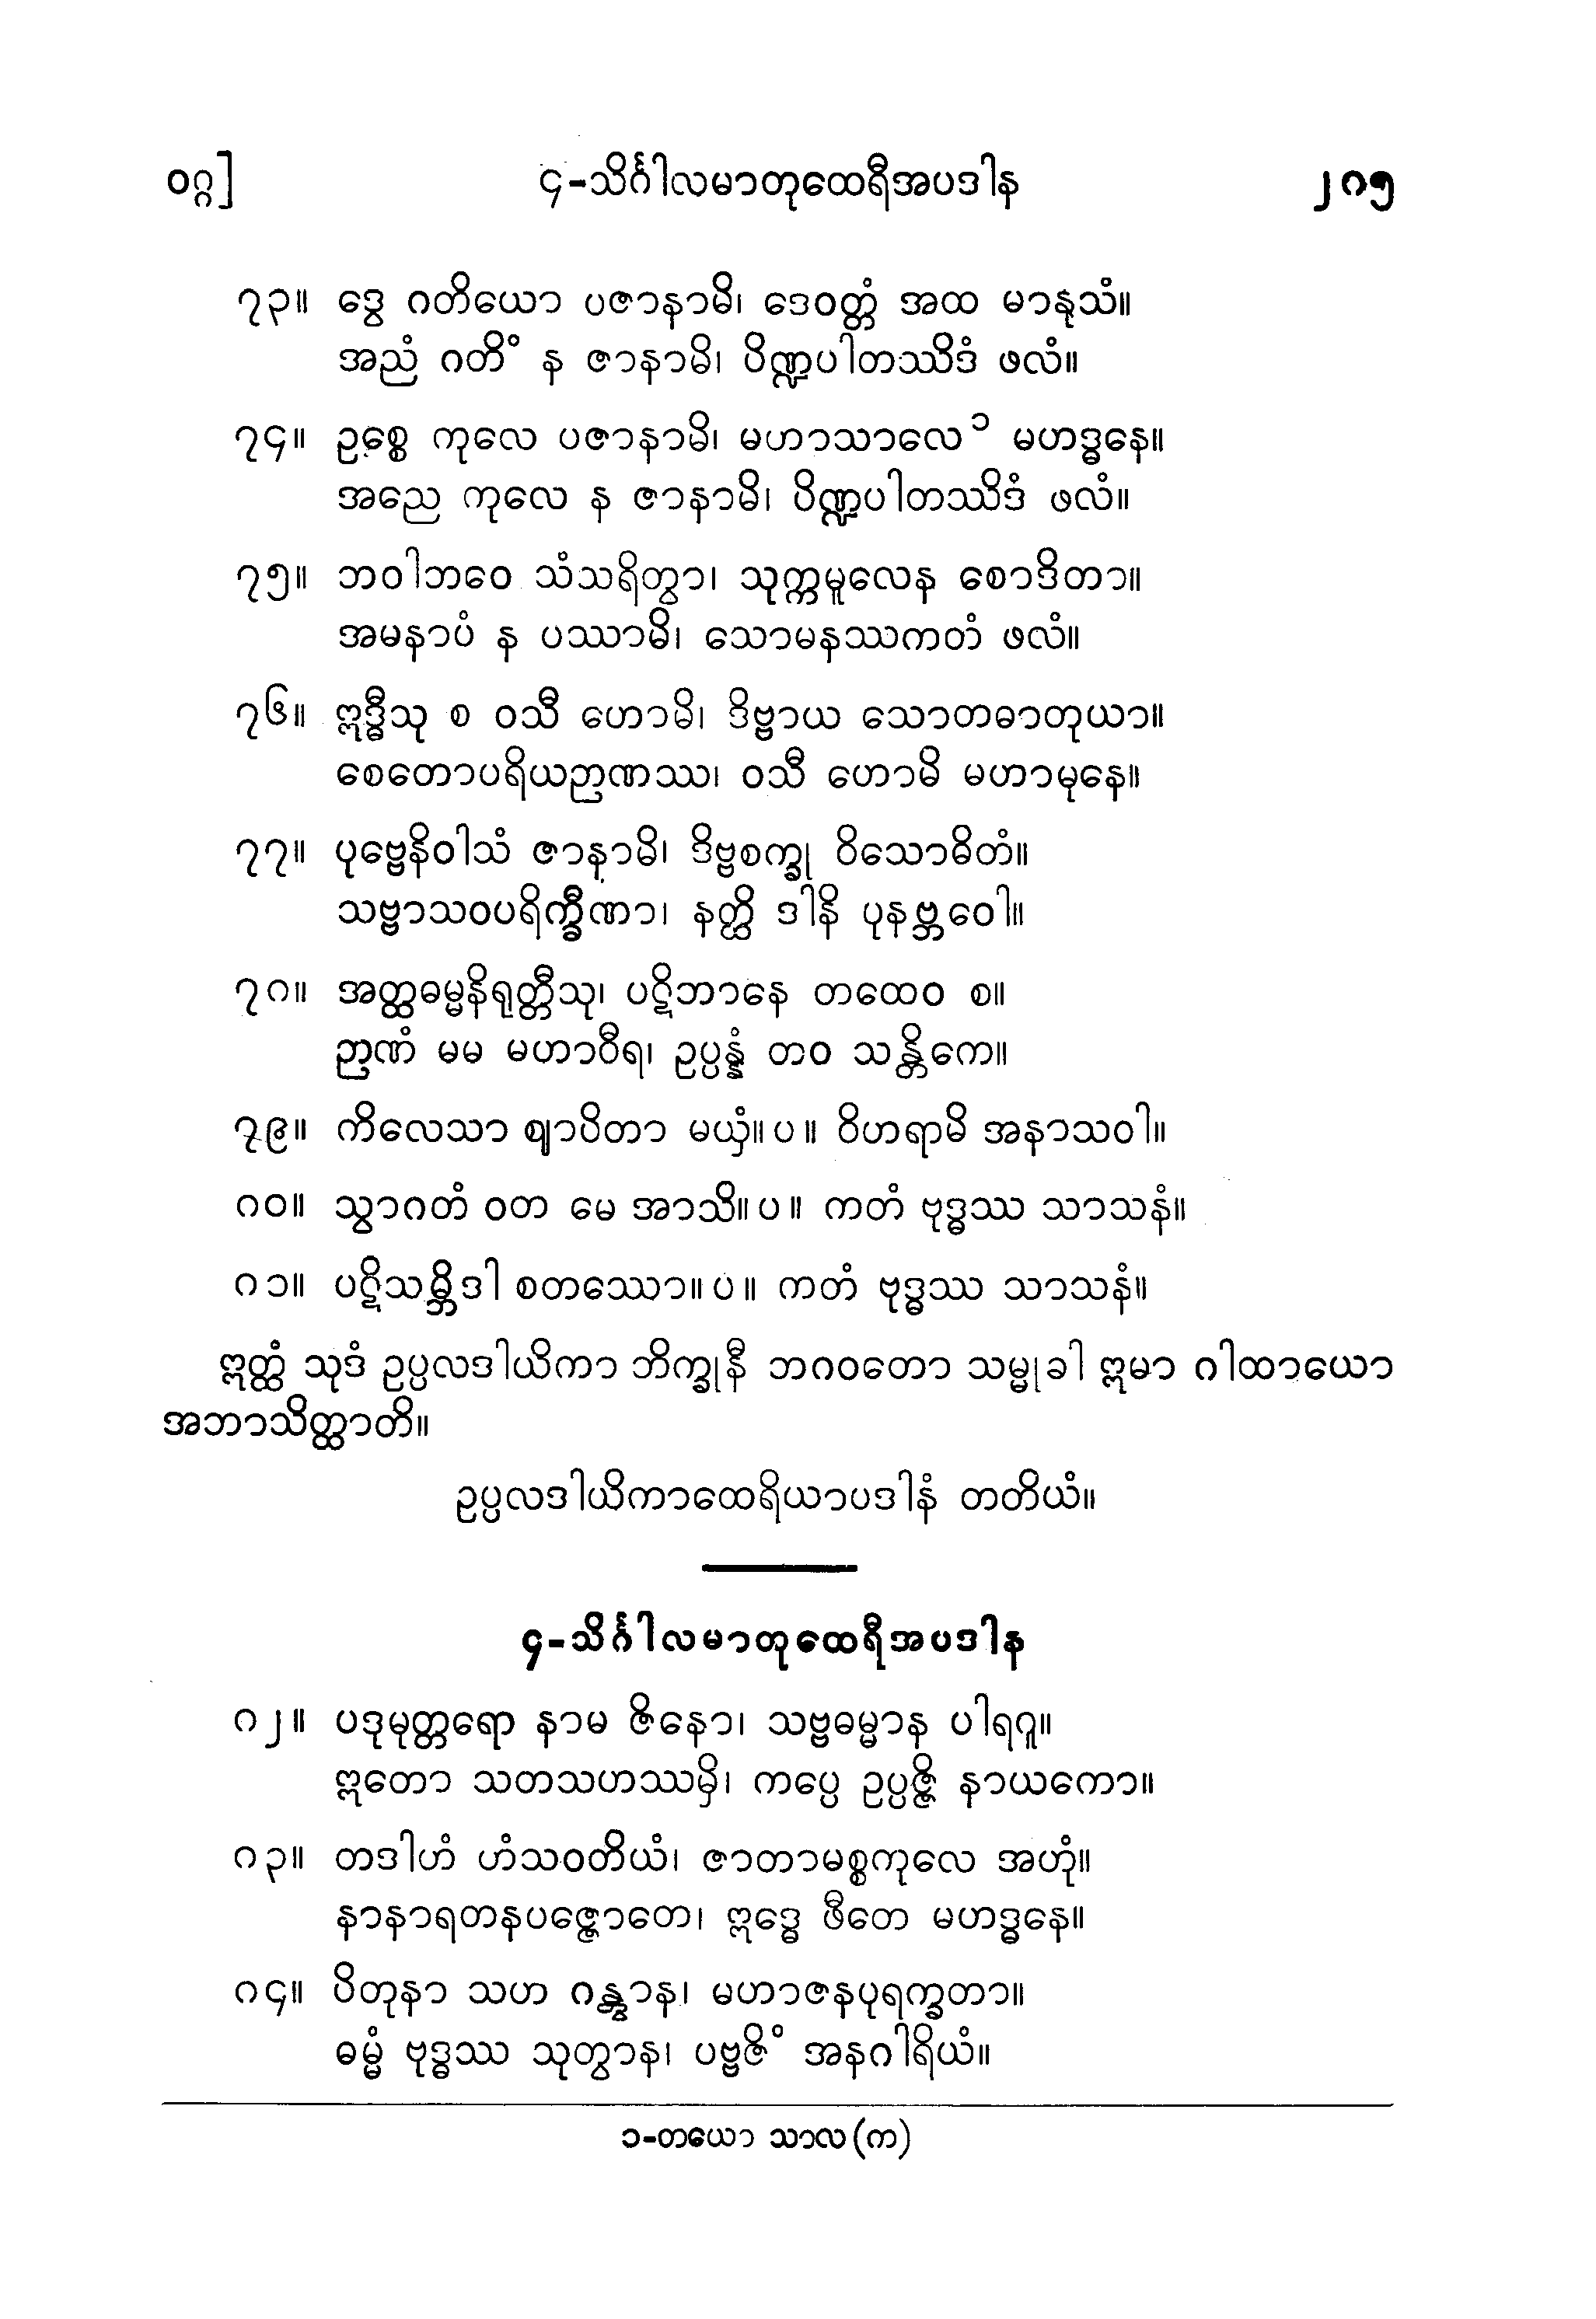 ဝဂ္ဂ]	၄-သိင်္ဂါလမာတုထေရီအပဒါန	၂၈၅
၇၃။ ဒွေ ဂတိယော ပဇာနာမိ၊ ဒေဝတ္တံ အထ မာနုသံ။
အညံ ဂတိံ န ဇာနာမိ၊ ပိဏ္ဍပါတဿိဒံ ဖလံ။
၇၄။ ဥစ္စေ ကုလေ ပဇာနာမိ၊ မဟာသာလေ ၁ မဟဒ္ဓနေ။
အညေ ကုလေ န ဇာနာမိ၊ ပိဏ္ဍပါတဿိဒံ ဖလံ။
၇၅။ ဘဝါဘဝေ သံသရိတွာ၊ သုက္ကမူလေန စောဒိတာ။
အမနာပံ န ပဿာမိ၊ သောမနဿကတံ ဖလံ။
၇၆။ ဣဒ္ဓီသု စ ဝသီ ဟောမိ၊ ဒိဗ္ဗာယ သောတဓာတုယာ။
စေတောပရိယဉာဏဿ၊ ဝသီ ဟောမိ မဟာမုနေ။
၇၇။ ပုဗ္ဗေနိဝါသံ ဇာနာမိ၊ ဒိဗ္ဗစက္ခု ဝိသောဓိတံ။
သဗ္ဗာသဝပရိက္ခီဏာ၊ နတ္ထိ ဒါနိ ပုနဗ္ဘဝေါ။
၇၈။ အတ္ထဓမ္မနိရုတ္တီသု၊ ပဋိဘာနေ တထေဝ စ။
ဉာဏံ မမ မဟာဝီရ၊ ဥပ္ပန္နံ တဝ သန္တိကေ။
၇၉။ ကိလေသာ ဈာပိတာ မယှံ။ ပ။ ဝိဟရာမိ အနာသဝါ။
၈၀။ သွာဂတံ ဝတ မေ အာသိ။ ပ။ ကတံ ဗုဒ္ဓဿ သာသနံ။
၈၁။ ပဋိသမ္ဘိဒါ စတဿော။ ပ။ ကတံ ဗုဒ္ဓဿ သာသနံ။
ဣတ္ထံ သုဒံ ဥပ္ပလဒါယိကာ ဘိက္ခုနီ ဘဂဝတော သမ္မုခါ ဣမာ ဂါထာယော
အဘာသိတ္ထာတိ။
ဥပ္ပလဒါယိကာထေရိယာပဒါနံ တတိယံ။
၄-သိင်္ဂါလမာတုထေရီအပဒါန
၈၂။ ပဒုမုတ္တရော နာမ ဇိနော၊ သဗ္ဗဓမ္မာန ပါရဂူ။
ဣတော သတသဟဿမှိ၊ ကပ္ပေ ဥပ္ပဇ္ဇိ နာယကော။
၈၃။ တဒါဟံ ဟံသဝတိယံ၊ ဇာတာမစ္စကုလေ အဟုံ။
နာနာရတနပဇ္ဇောတေ၊ ဣဒ္ဓေ ဖီတေ မဟဒ္ဓနေ။
၈၄။ ပိတုနာ သဟ ဂန္တွာန၊ မဟာဇနပုရက္ခတာ။
ဓမ္မံ ဗုဒ္ဓဿ သုတွာန၊ ပဗ္ဗဇိံ အနဂါရိယံ။
၁-တယော သာလ (က)